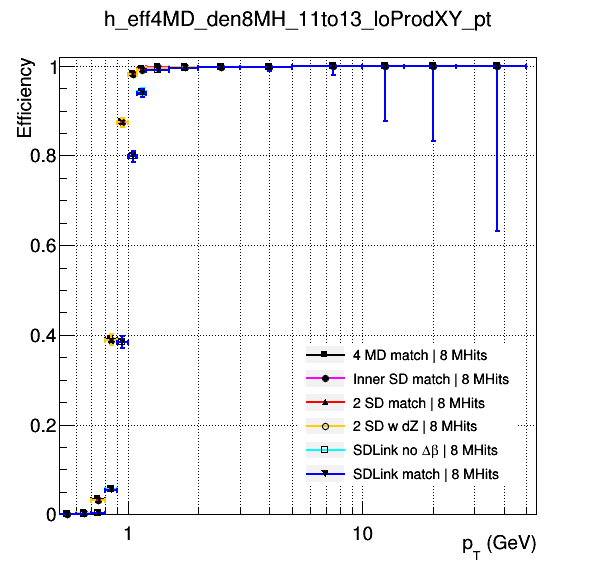 h_eff4MD_den8MH_11to13_loProdXY_pt
Efficiency
1
0.8
0.6
0.4
0.2
0
4 MD match | 8 MHits
Inner SD match | 8 MHits
2 SD match | 8 MHits
2 SD w dZ | 8 MHits
SDLink no Δβ | 8 MHits
SDLink match | 8 MHits
1
10
p_T (GeV)